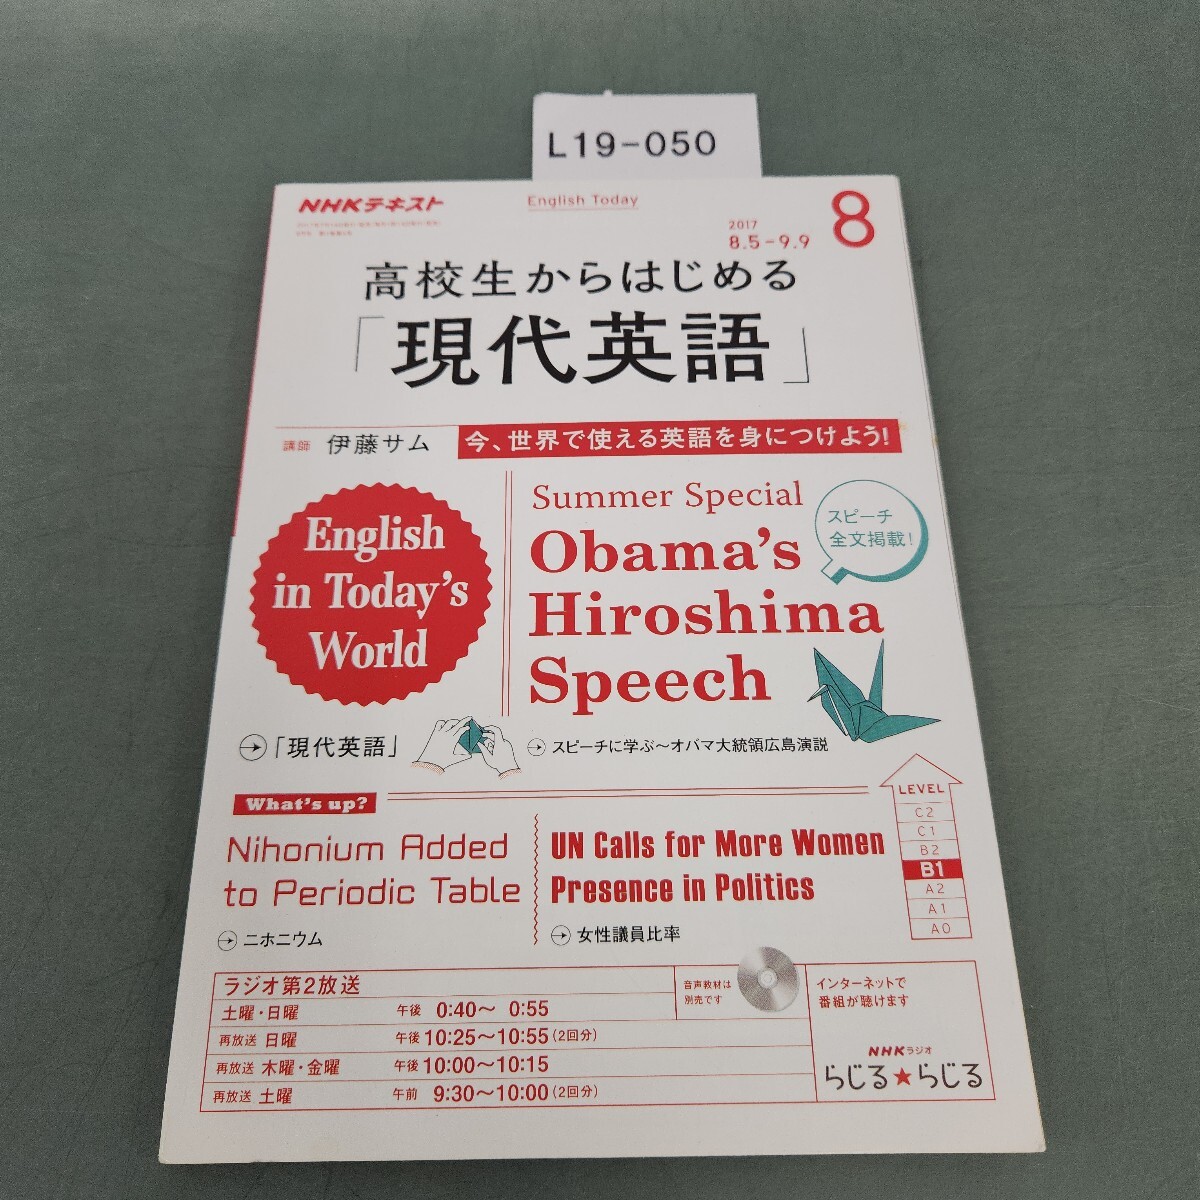 L19-050
NHKテキスト
English Today
2017
8.5-9.9
8
高校生からはじめる
「現代英語」
講師 伊藤サム
今、世界で使える英語を身につけよう!
English
in Today's
World
Summer Special
Obama's
Hiroshima
Speech
スピーチ
全文掲載!
「現代英語」
スピーチに学ぶ〜オバマ大統領広島演説
What's up?
Nihonium Added
to Periodic Table
ニホニウム
UN Calls for More Women
Presence in Politics
女性議員比率
LEVEL
C2
C1
B2
B1
A2
A1
A0
ラジオ第2放送
土曜・日曜 午後 0:40〜 0:55
再放送 日曜 午後 10:25〜10:55(2回分)
再放送 木曜・金曜 午後 10:00〜10:15
再放送 土曜 午前 9:30〜10:00(2回分)
音声教材は
別売です
インターネットで
番組が聴けます
NHKラジオ
らじる★らじる